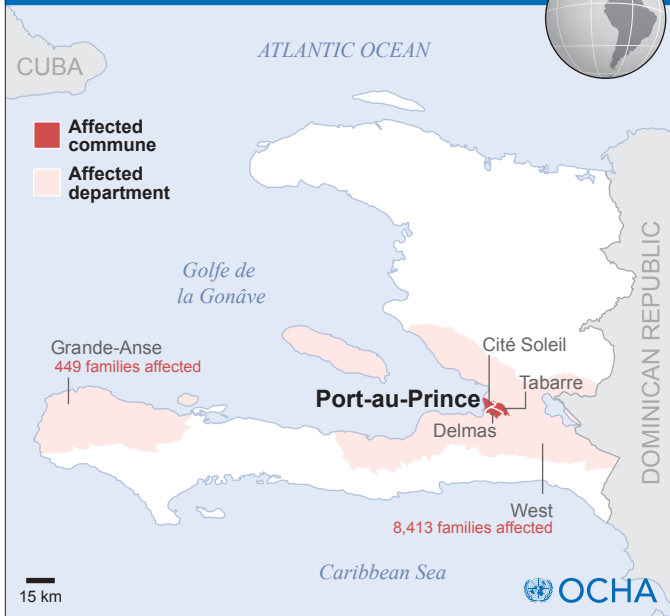 CUBA
ATLANTIC OCEAN
Affected
commune
Affected
department
DOMINICAN REPUBLIC
Golfe de
la Gonâve
Cité Soleil
Grande-Anse
449 families affected
Tabarre
Port-au-Prince
Delmas
West
8,413 families affected
Caribbean Sea
15 km
OCHA